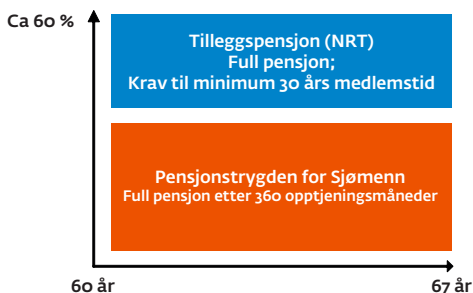 Ca 60 %
Tilleggspensjon (NRT)
Full pensjon;
Krav til minimum 30 års medlemstid
Pensjonstrygden for Sjømenn
Full pensjon etter 360 opptjeningsmåneder
60 år
67 år